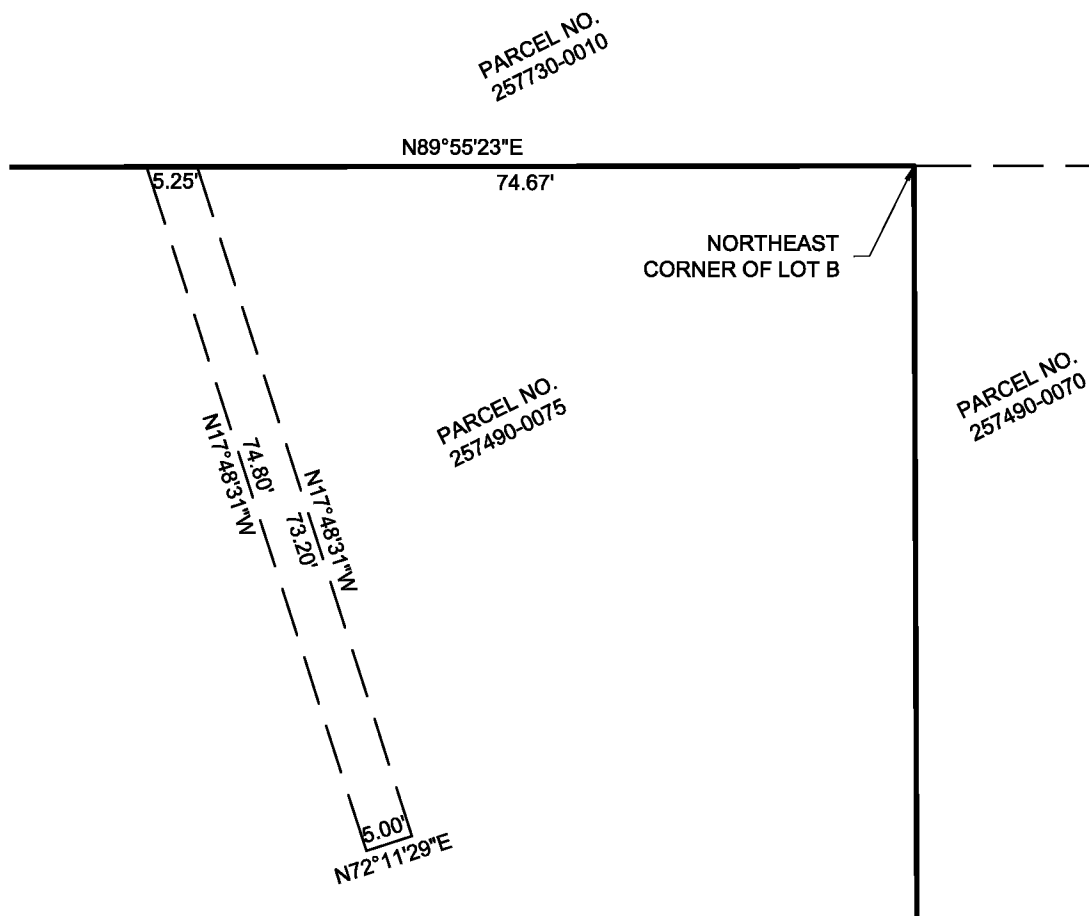 PARCEL NO.
257730-0010
N89°55'23"E
5.25'
74.67'
NORTHEAST
CORNER OF LOT B
PARCEL NO.
257490-0075
PARCEL NO.
257490-0070
74.80'
N17°48'31"W
N17°48'31"W
73.20'
5.00'
N72°11'29"E